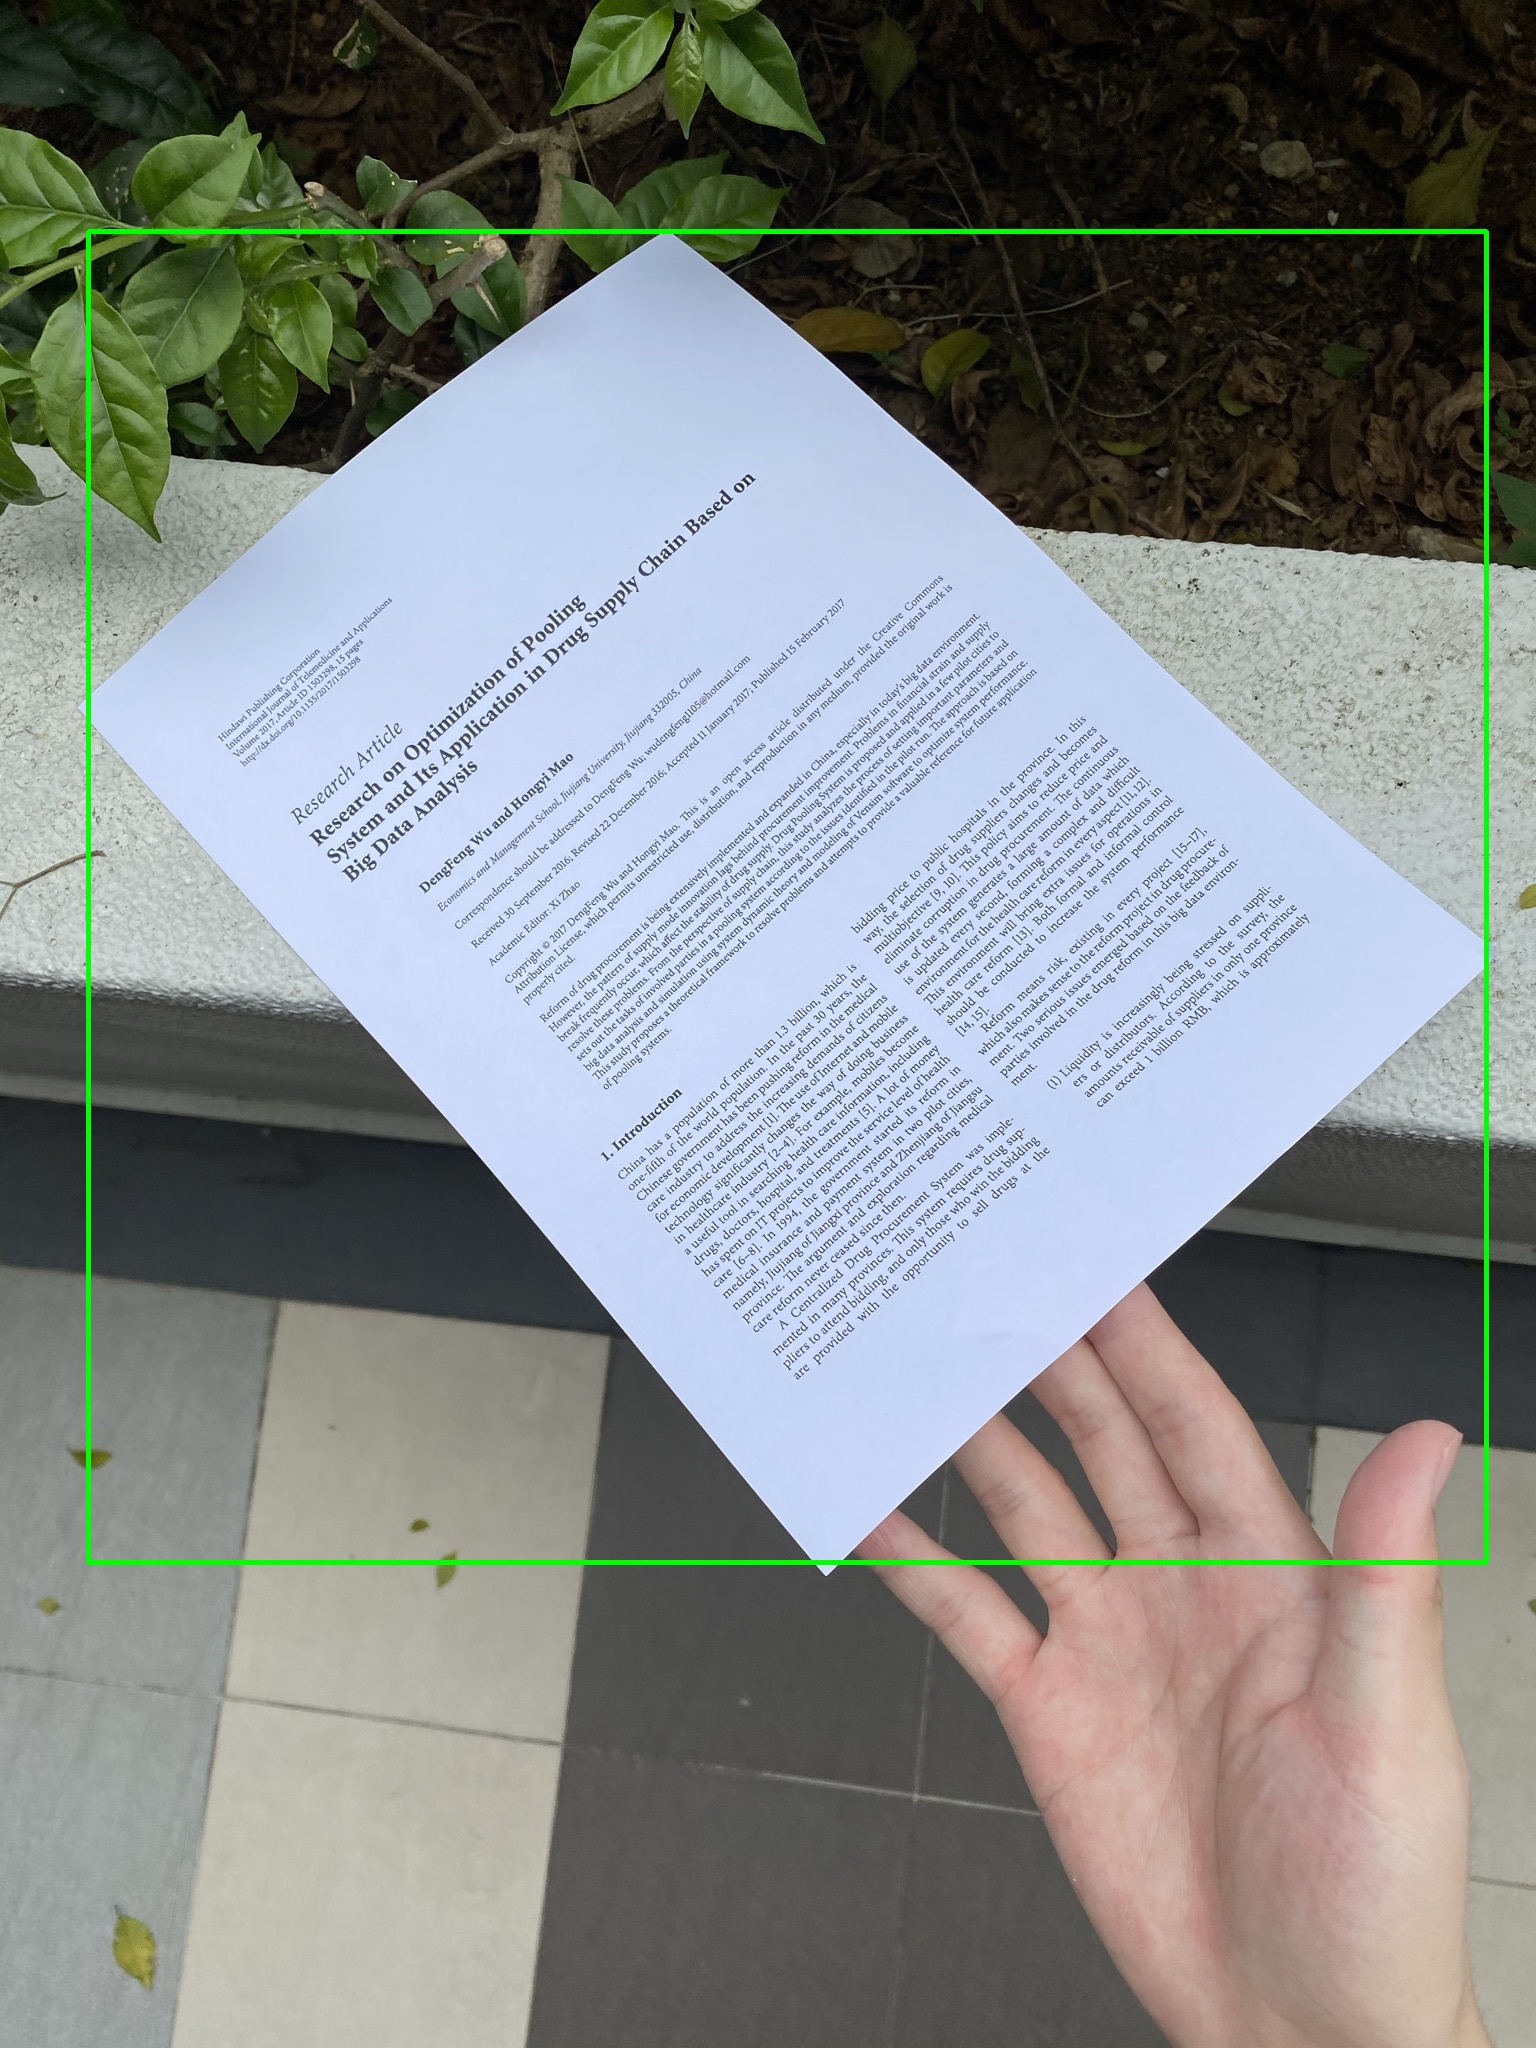 Hindawi Publishing Corporation
International Journal of Telemedicine and Applications
Volume 2017, Article ID 1503298, 15 pages
http://dx.doi.org/10.1155/2017/1503298
Research Article
Research on Optimization of Pooling
System and Its Application in Drug Supply Chain Based on
Big Data Analysis
DengFeng Wu and Hongyi Mao
Economics and Management School, Jiujiang University, Jiujiang 332005, China
Correspondence should be addressed to DengFeng Wu, wudengfeng1105@hotmail.com
Received 30 September 2016; Revised 22 December 2016; Accepted 11 January 2017; Published 15 February 2017
Academic Editor: Xi Zhao
Copyright © 2017 DengFeng Wu and Hongyi Mao. This is an open access article distributed under the Creative Commons
Attribution License, which permits unrestricted use, distribution, and reproduction in any medium, provided the original work is
properly cited.
Reform of drug procurement is being extensively implemented and expanded in China, especially in today's big data environment.
However, the pattern of supply mode innovation lags behind procurement improvement. Problems in financial strain and supply
break frequently occur, which affect the stability of drug supply. Drug Pooling System is proposed and applied in a few pilot cities to
resolve these problems. From the perspective of supply chain, this study analyzes the process of setting important parameters and
sets out the tasks of involved parties in a pooling system according to the issues identified in the pilot run. The approach is based on
big data analysis and simulation using system dynamic theory and modeling of Vensim software to optimize system performance.
This study proposes a theoretical framework to resolve problems and attempts to provide a valuable reference for future application
of pooling systems.
1. Introduction
China has a population of more than 1.3 billion, which is
one-fifth of the world population. In the past 30 years, the
Chinese government has been pushing reform in the medical
care industry to address the increasing demands of citizens
for economic development [1]. The use of Internet and mobile
technology significantly changes the way of doing business
in healthcare industry [2–4]. For example, mobiles become
a useful tool in searching health care information, including
drugs, doctors, hospital, and treatments [5]. A lot of money
has spent on IT projects to improve the service level of health
care [6–8]. In 1994, the government started its reform in
medical insurance and payment system in two pilot cities,
namely, Jiujiang of Jiangxi province and Zhenjiang of Jiangsu
province. The argument and exploration regarding medical
care reform never ceased since then.
A Centralized Drug Procurement System was imple-
mented in many provinces. This system requires drug sup-
pliers to attend bidding, and only those who win the bidding
are provided with the opportunity to sell drugs at the
bidding price to public hospitals in the province. In this
way, the selection of drug suppliers changes and becomes
multiobjective [9, 10]. This policy aims to reduce price and
eliminate corruption in drug procurement. The continuous
use of the system generates a large amount of data which
is updated every second, forming a complex and difficult
environment for the health care reform in every aspect [11, 12].
This environment will bring extra issues for operations in
health care reform [13]. Both formal and informal control
should be conducted to increase the system performance
[14, 15].
Reform means risk, existing in every project [15–17],
which also makes sense to the reform project in drug procure-
ment. Two serious issues emerged based on the feedback of
parties involved in the drug reform in this big data environ-
ment.
(1) Liquidity is increasingly being stressed on suppli-
ers or distributors. According to the survey, the
amounts receivable of suppliers in only one province
can exceed 1 billion RMB, which is approximately